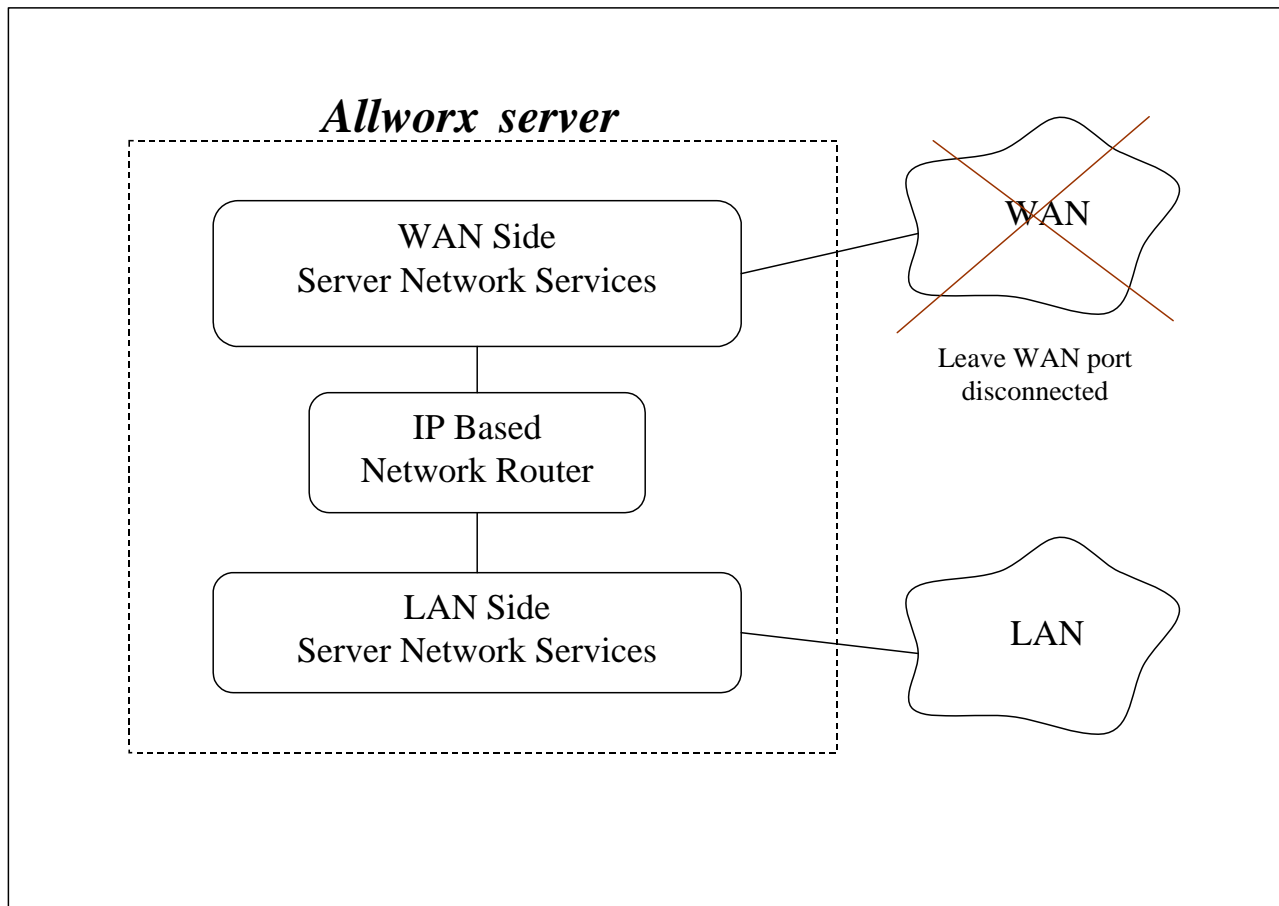 Allworx server
WAN Side
Server Network Services
WAN
Leave WAN port
disconnected
IP Based
Network Router
LAN Side
Server Network Services
LAN